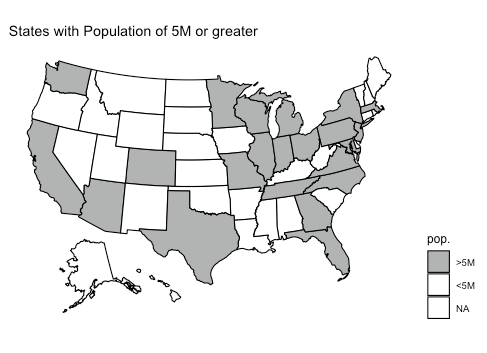 States with Population of 5M or greater
pop.
>5M
<5M
NA